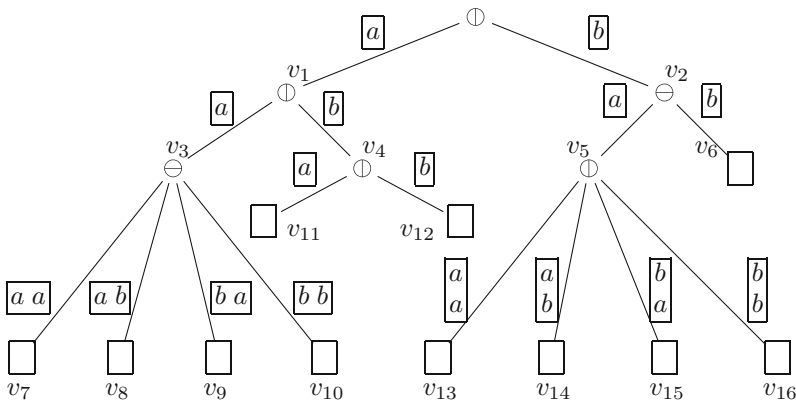 a b
v1 v2
a b a b
v3 v4 v5 v6
a b
v11 v12
a a a b b a b b a a a b b a b b
v7 v8 v9 v10 v13 v14 v15 v16